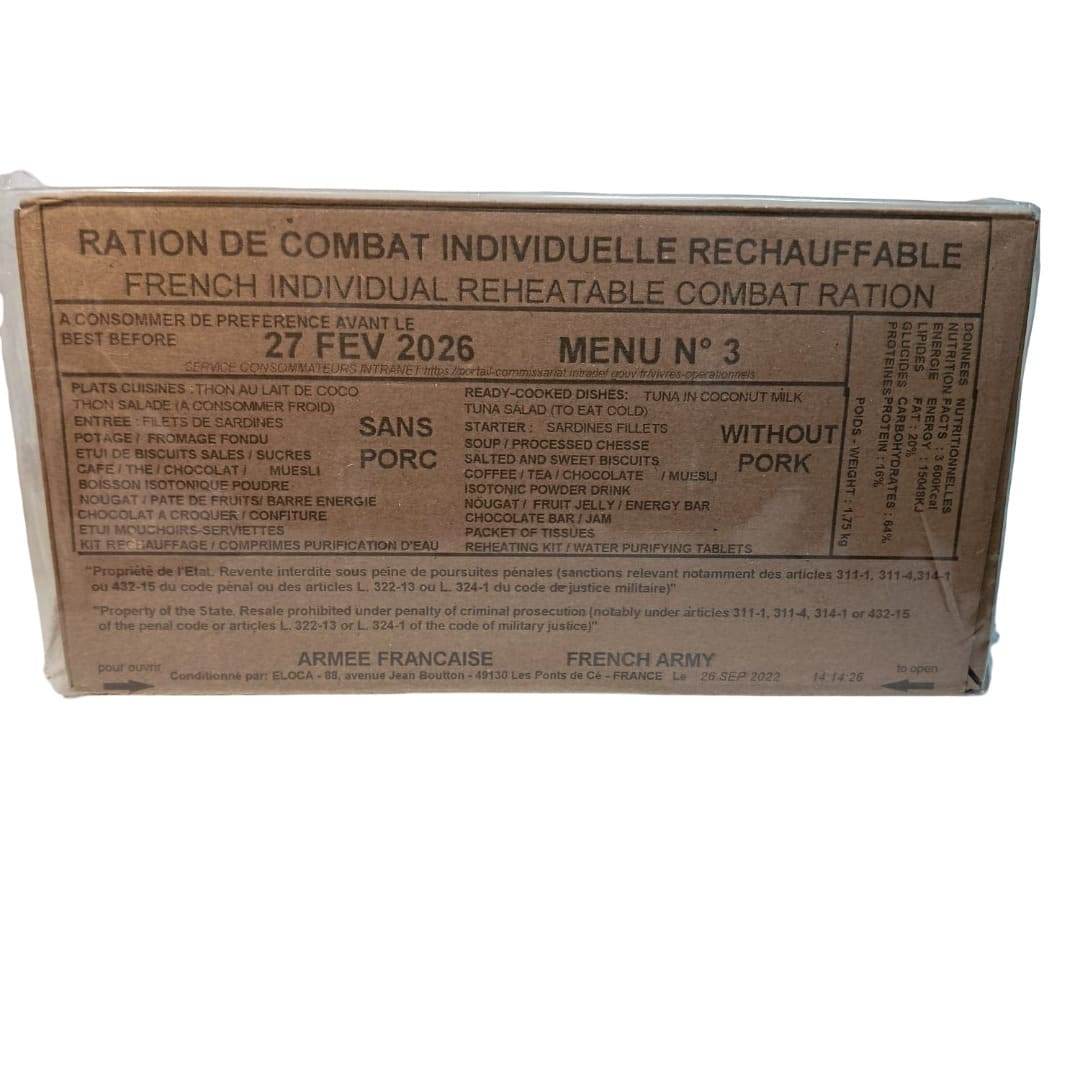 RATION DE COMBAT INDIVIDUELLE RECHAUFFABLE
FRENCH INDIVIDUAL REHEATABLE COMBAT RATION
A CONSOMMER DE PREFERENCE AVANT LE
BEST BEFORE
27 FEV 2026 MENU N° 3
SERVICE CONSOMMATEURS INTRANET https://portail-commissariat.intradef.gouv.fr/vivres-operationnels
PLATS CUISINES : THON AU LAIT DE COCO
THON SALADE (A CONSOMMER FROID)
ENTREE : FILETS DE SARDINES
POTAGE / FROMAGE FONDU
ETUI DE BISCUITS SALES / SUCRES
CAFE / THE / CHOCOLAT / MUESLI
BOISSON ISOTONIQUE POUDRE
NOUGAT / PATE DE FRUITS/ BARRE ENERGIE
CHOCOLAT A CROQUER / CONFITURE
ETUI MOUCHOIRS-SERVIETTES
KIT RECHAUFFAGE / COMPRIMES PURIFICATION D'EAU
SANS
PORC
READY-COOKED DISHES: TUNA IN COCONUT MILK
TUNA SALAD (TO EAT COLD)
STARTER : SARDINES FILLETS
SOUP / PROCESSED CHESSE
SALTED AND SWEET BISCUITS
COFFEE / TEA / CHOCOLATE / MUESLI
ISOTONIC POWDER DRINK
NOUGAT / FRUIT JELLY / ENERGY BAR
CHOCOLATE BAR / JAM
PACKET OF TISSUES
REHEATING KIT / WATER PURIFYING TABLETS
WITHOUT
PORK
DONNEES NUTRITIONNELLES
NUTRITION FACTS : 3 600Kcal
ENERGIE ENERGY : 15048KJ
LIPIDES FAT : 20%
GLUCIDES CARBOHYDRATES : 64%
PROTEINES PROTEIN : 16%
POIDS - WEIGHT : 1,75 kg
"Propriété de l'Etat. Revente interdite sous peine de poursuites pénales (sanctions relevant notamment des articles 311-1, 311-4,314-1
ou 432-15 du code pénal ou des articles L. 322-13 ou L. 324-1 du code de justice militaire)"
"Property of the State. Resale prohibited under penalty of criminal prosecution (notably under articles 311-1, 311-4, 314-1 or 432-15
of the penal code or articles L. 322-13 or L. 324-1 of the code of military justice)"
ARMEE FRANCAISE FRENCH ARMY
pour ouvrir
to open
Conditionné par: ELOCA - 88, avenue Jean Boutton - 49130 Les Ponts de Cé - FRANCE Le 26 SEP 2022 14:14:26